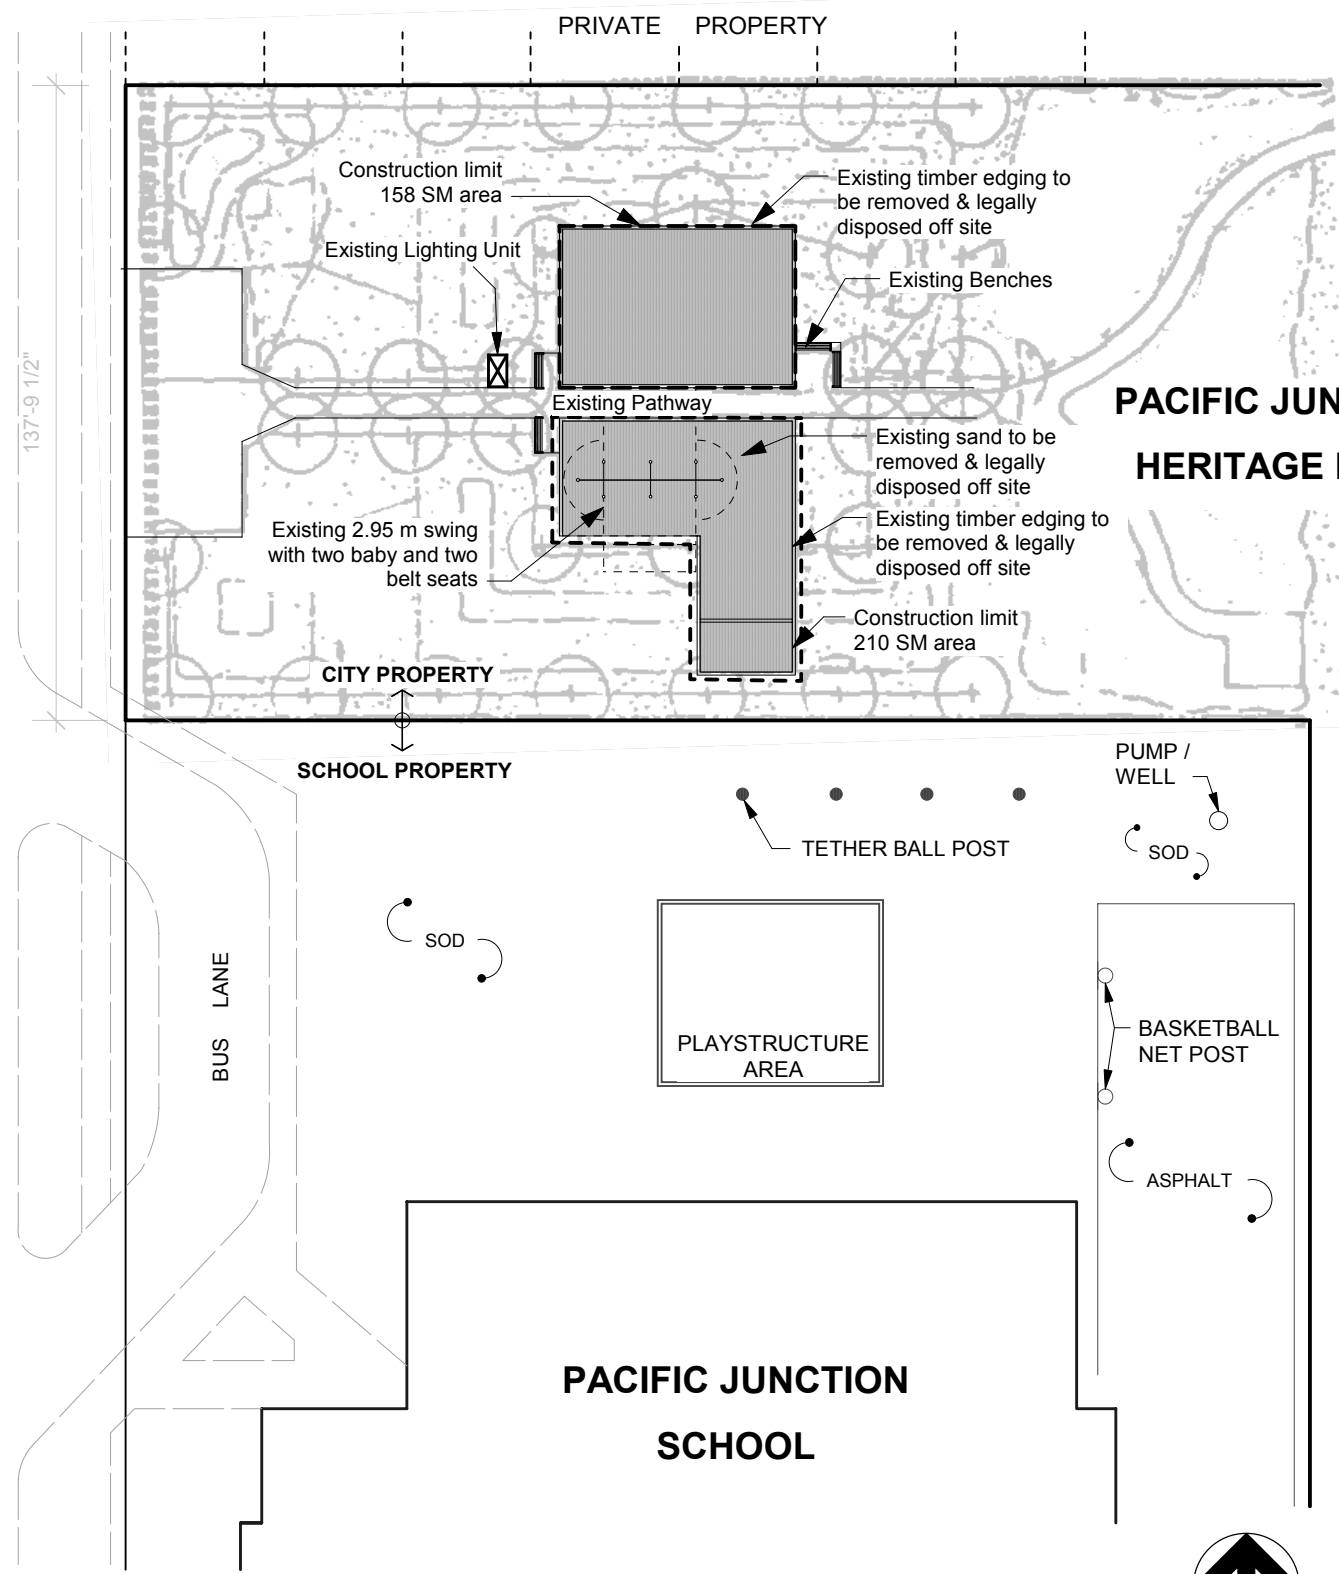 PRIVATE PROPERTY
Construction limit
158 SM area
Existing timber edging to
be removed & legally
disposed off site
Existing Lighting Unit
Existing Benches
137'-9 1/2"
Existing Pathway
PACIFIC JUN
HERITAGE
Existing sand to be
removed & legally
disposed off site
Existing 2.95 m swing
with two baby and two
belt seats
Existing timber edging to
be removed & legally
disposed off site
Construction limit
210 SM area
CITY PROPERTY
SCHOOL PROPERTY
PUMP /
WELL
TETHER BALL POST
SOD
SOD
BUS LANE
PLAYSTRUCTURE
AREA
BASKETBALL
NET POST
ASPHALT
PACIFIC JUNCTION
SCHOOL